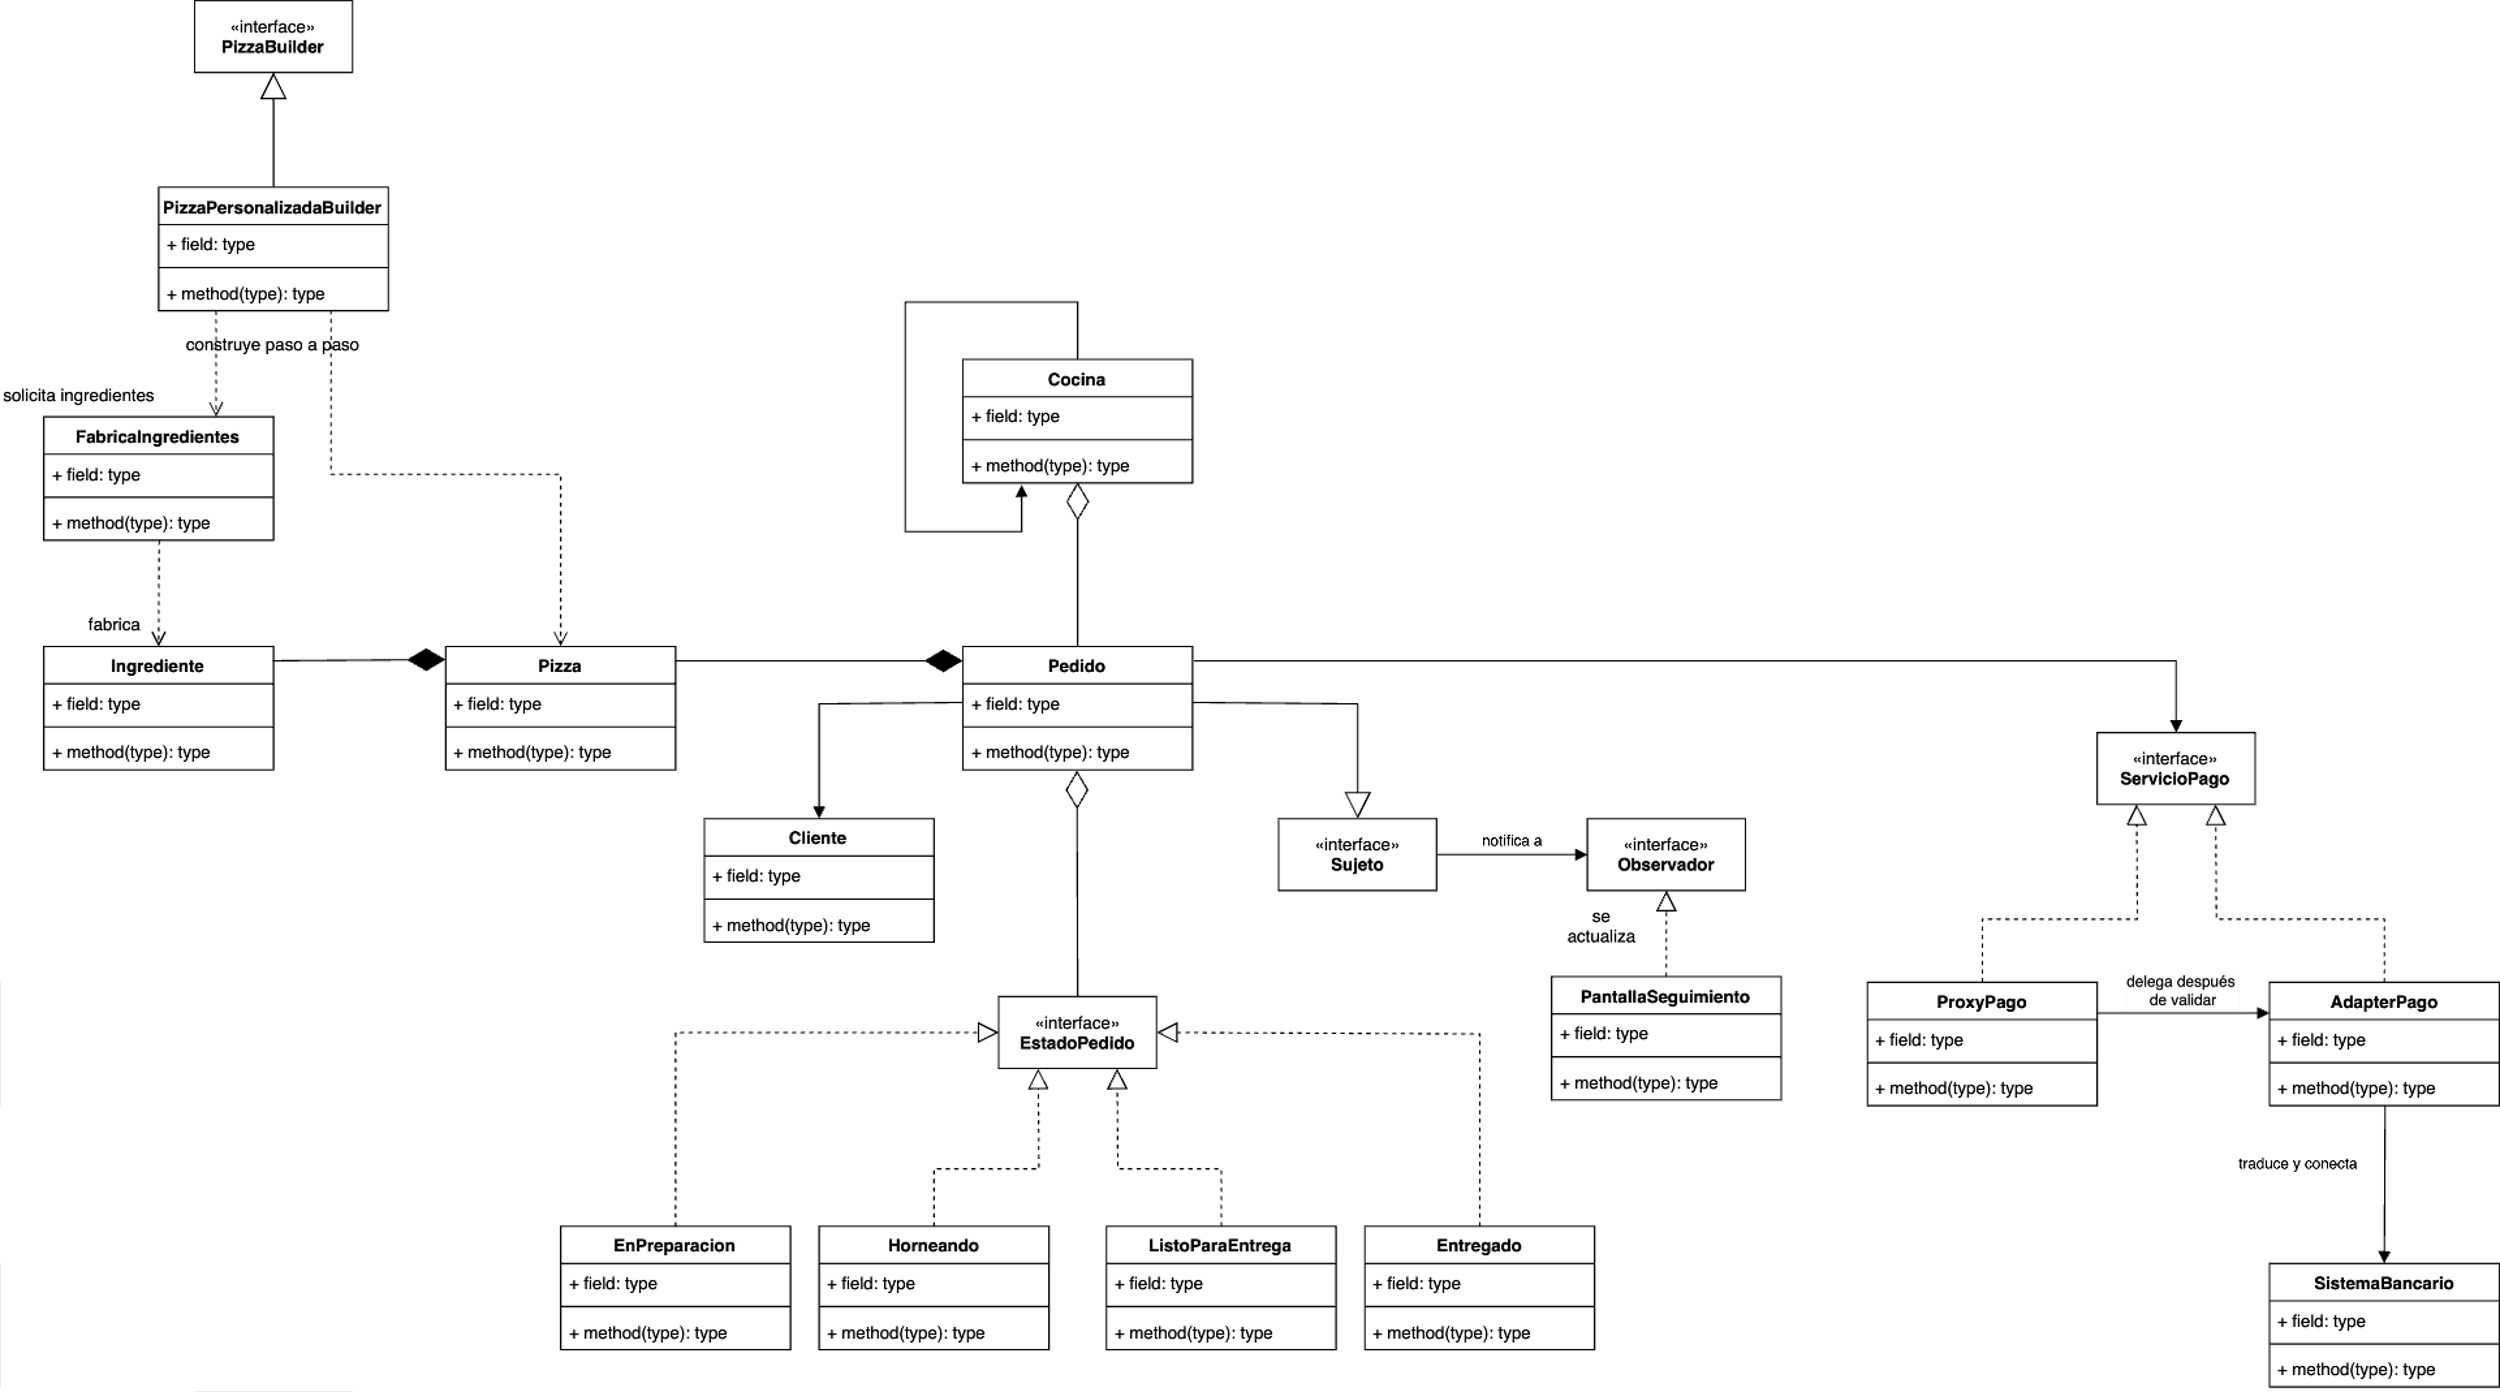 «interface»
PizzaBuilder
PizzaPersonalizadaBuilder
+ field: type
+ method(type): type
construye paso a paso
solicita ingredientes
FabricaIngredientes
+ field: type
+ method(type): type
fabrica
Ingrediente
+ field: type
+ method(type): type
Pizza
+ field: type
+ method(type): type
Cocina
+ field: type
+ method(type): type
Pedido
+ field: type
+ method(type): type
Cliente
+ field: type
+ method(type): type
«interface»
Sujeto
notifica a
«interface»
Observador
se
actualiza
PantallaSeguimiento
+ field: type
+ method(type): type
«interface»
ServicioPago
ProxyPago
+ field: type
+ method(type): type
delega después
de validar
AdapterPago
+ field: type
+ method(type): type
traduce y conecta
SistemaBancario
+ field: type
+ method(type): type
«interface»
EstadoPedido
EnPreparacion
+ field: type
+ method(type): type
Horneando
+ field: type
+ method(type): type
ListoParaEntrega
+ field: type
+ method(type): type
Entregado
+ field: type
+ method(type): type